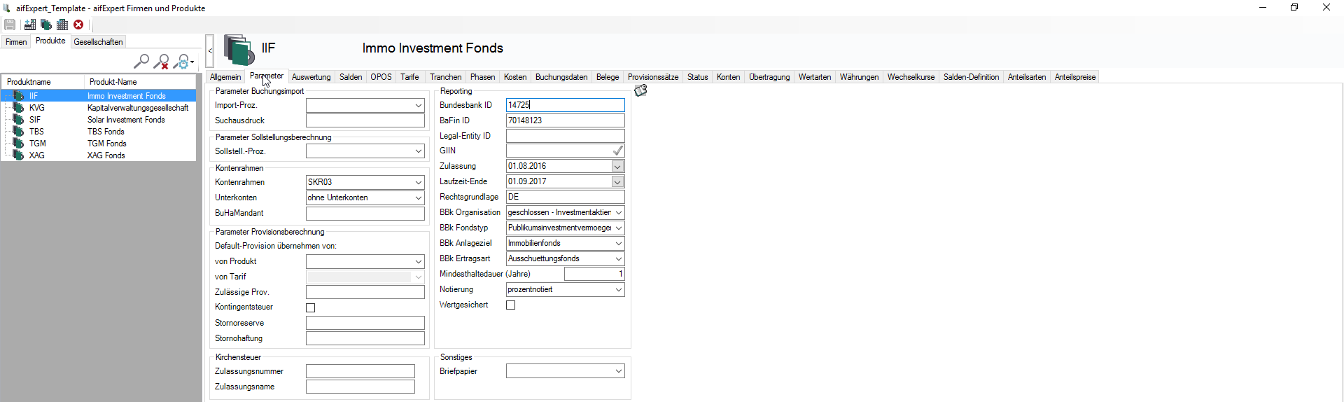 aifExpert_Template - aifExpert Firmen und Produkte
Firmen Produkte Gesellschaften
Produktname Produkt-Name
IIF Immo Investment Fonds
KVG Kapitalverwaltungsgesellschaft
SIF Solar Investment Fonds
TBS TBS Fonds
TGM TGM Fonds
XAG XAG Fonds
<
IIF Immo Investment Fonds
Allgemein Parameter Auswertung Salden OPOS Tarife Tranchen Phasen Kosten Buchungsdaten Belege Provisionssätze Status Konten Übertragung Wertarten Währungen Wechselkurse Salden-Definition Anteilsarten Anteilspreise
Parameter Buchungsimport
Import-Proz.
Suchausdruck
Parameter Sollstellungsberechnung
Sollstell.-Proz.
Kontenrahmen
Kontenrahmen SKR03
Unterkonten ohne Unterkonten
BuHaMandant
Parameter Provisionsberechnung
Default-Provision übernehmen von:
von Produkt
von Tarif
Zulässige Prov.
Kontingentsteuer
Stornoreserve
Stornohaftung
Kirchensteuer
Zulassungsnummer
Zulassungsname
Reporting
Bundesbank ID 14725
BaFin ID 70148123
Legal-Entity ID
GIIN
Zulassung 01.08.2016
Laufzeit-Ende 01.09.2017
Rechtsgrundlage DE
BBk Organisation geschlossen - Investmentaktier
BBk Fondstyp Publikumsinvestmentvermoeger
BBk Anlageziel Immobilienfonds
BBk Ertragsart Ausschuettungsfonds
Mindesthaltedauer (Jahre) 1
Notierung prozentnotiert
Wertgesichert
Sonstiges
Briefpapier